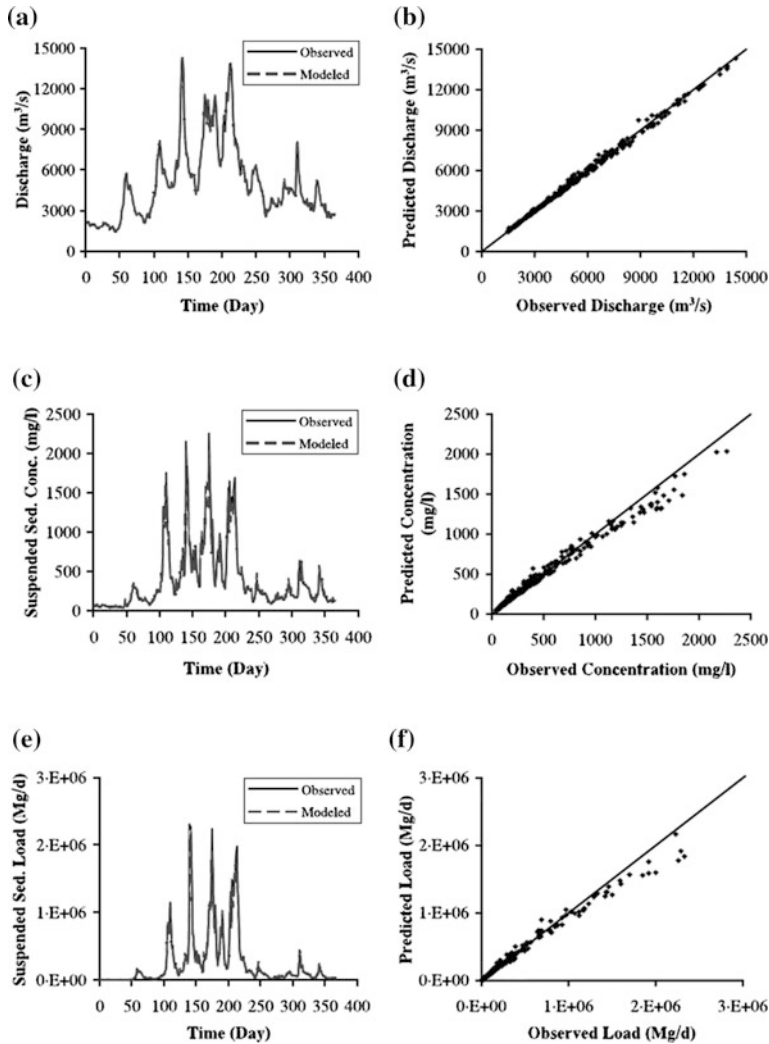 (a)
15000
12000
9000
6000
3000
0
Discharge (m³/s)
Observed
Modeled
0 50 100 150 200 250 300 350 400
Time (Day)
(b)
15000
12000
9000
6000
3000
0
Predicted Discharge (m³/s)
0 3000 6000 9000 12000 15000
Observed Discharge (m³/s)
(c)
2500
2000
1500
1000
500
0
Suspended Sed. Conc. (mg/l)
Observed
Modeled
0 50 100 150 200 250 300 350 400
Time (Day)
(d)
2500
2000
1500
1000
500
0
Predicted Concentration
(mg/l)
0 500 1000 1500 2000 2500
Observed Concentration (mg/l)
(e)
3·E+06
2·E+06
1·E+06
0·E+00
Suspended Sed. Load (Mg/d)
Observed
Modeled
0 50 100 150 200 250 300 350 400
Time (Day)
(f)
3·E+06
2·E+06
1·E+06
0·E+00
Predicted Load (Mg/d)
0·E+00 1·E+06 2·E+06 3·E+06
Observed Load (Mg/d)